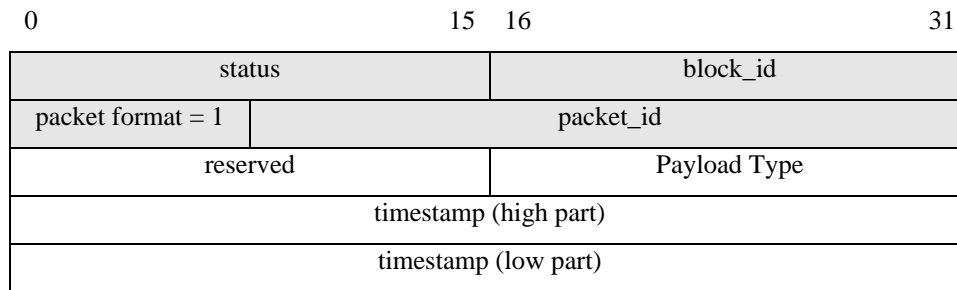 0 15 16 31
status block_id
packet format = 1 packet_id
reserved Payload Type
timestamp (high part)
timestamp (low part)